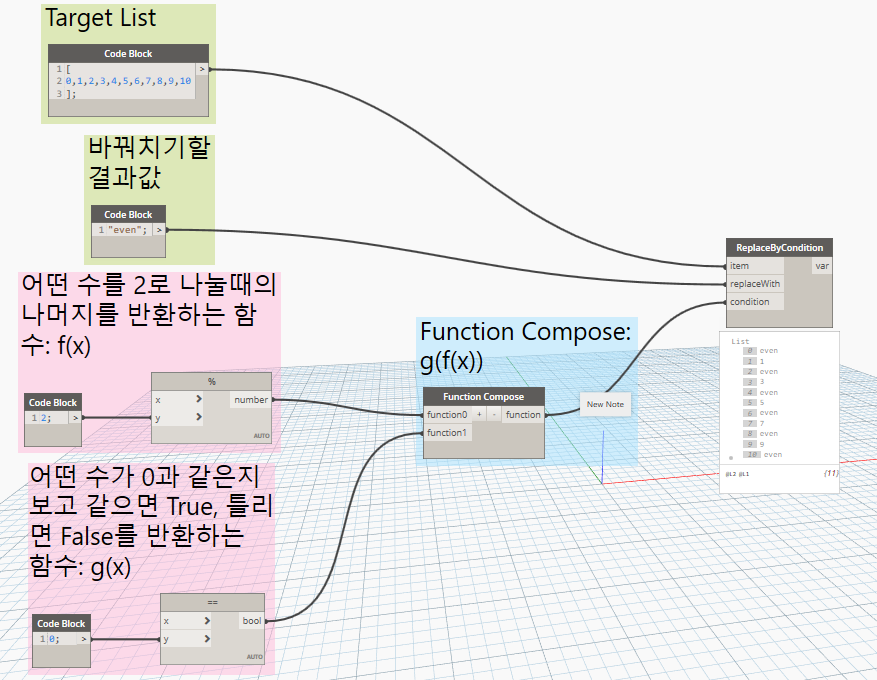 Target List
Code Block
1 [
2 0,1,2,3,4,5,6,7,8,9,10
3 ];
>
바꿔치기할
결과값
Code Block
1 "even"; >
어떤 수를 2로 나눌때의
나머지를 반환하는 함
수: f(x)
Code Block
1 2; >
%
x > number
y >
AUTO
어떤 수가 0과 같은지
보고 같으면 True, 틀리
면 False를 반환하는
함수: g(x)
Code Block
1 0; >
==
x > bool
y >
AUTO
Function Compose:
g(f(x))
Function Compose
function0 + - function
function1
New Note
ReplaceByCondition
item var
replaceWith
condition
List
0 even
1 1
2 even
3 3
4 even
5 5
6 even
7 7
8 even
9 9
10 even
@L2 @L1 {11}